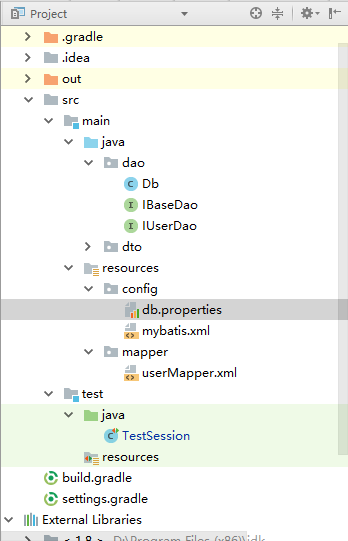 Project
.gradle
.idea
out
src
main
java
dao
Db
IBaseDao
IUserDao
dto
resources
config
db.properties
mybatis.xml
mapper
userMapper.xml
test
java
TestSession
resources
build.gradle
settings.gradle
External Libraries
< 1.8 > D:\Program Files (x86)\jdk